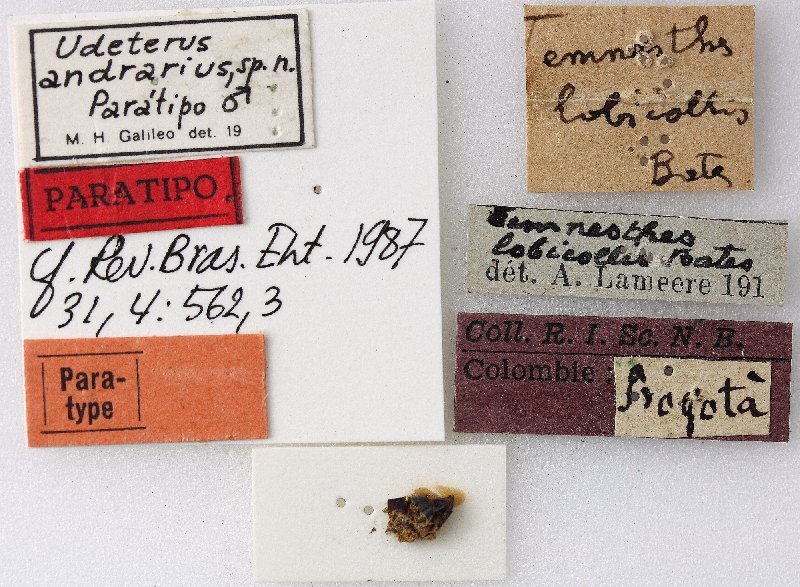 Udeterus
andrarius, sp. n.
Parátipo ♂
M. H. Galileo det. 19
PARATIPO
cf. Rev. Bras. Ent. 1987
31, 4: 562, 3
Para-
type
Temnesthes
lobicollis
Bates
Temnesthes
lobicollis Bates
dét. A. Lameere 191
Coll. R. I. Sc. N. B.
Colombie :
Bogotà